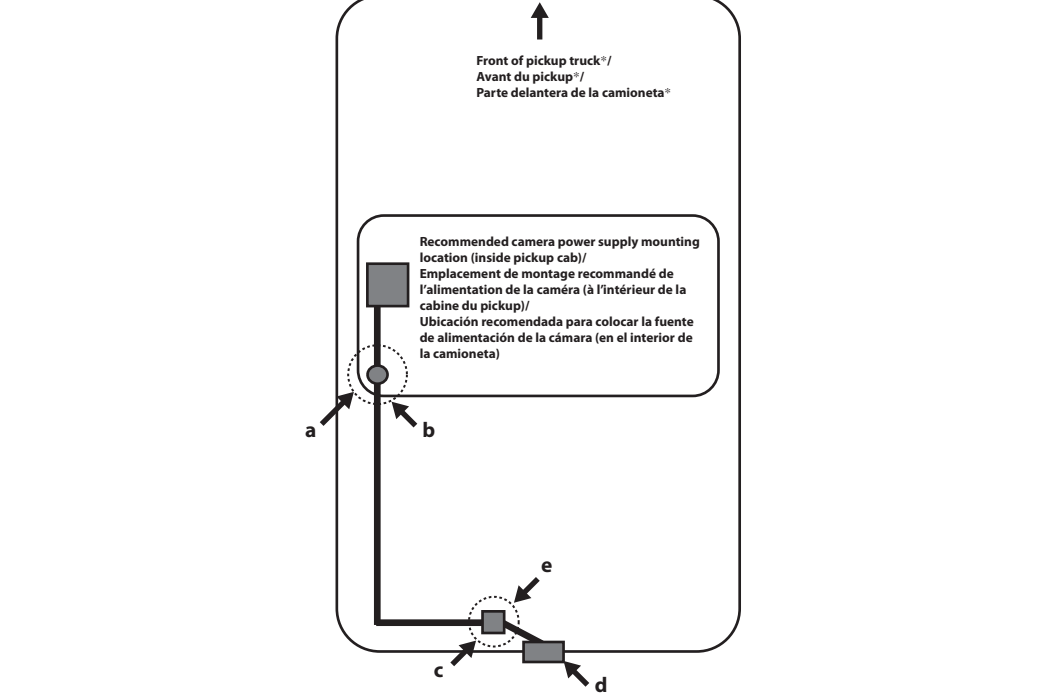 Front of pickup truck*/
Avant du pickup*/
Parte delantera de la camioneta*
Recommended camera power supply mounting
location (inside pickup cab)/
Emplacement de montage recommandé de
l’alimentation de la caméra (à l’intérieur de la
cabine du pickup)/
Ubicación recomendada para colocar la fuente
de alimentación de la cámara (en el interior de
la camioneta)
a
b
e
c
d